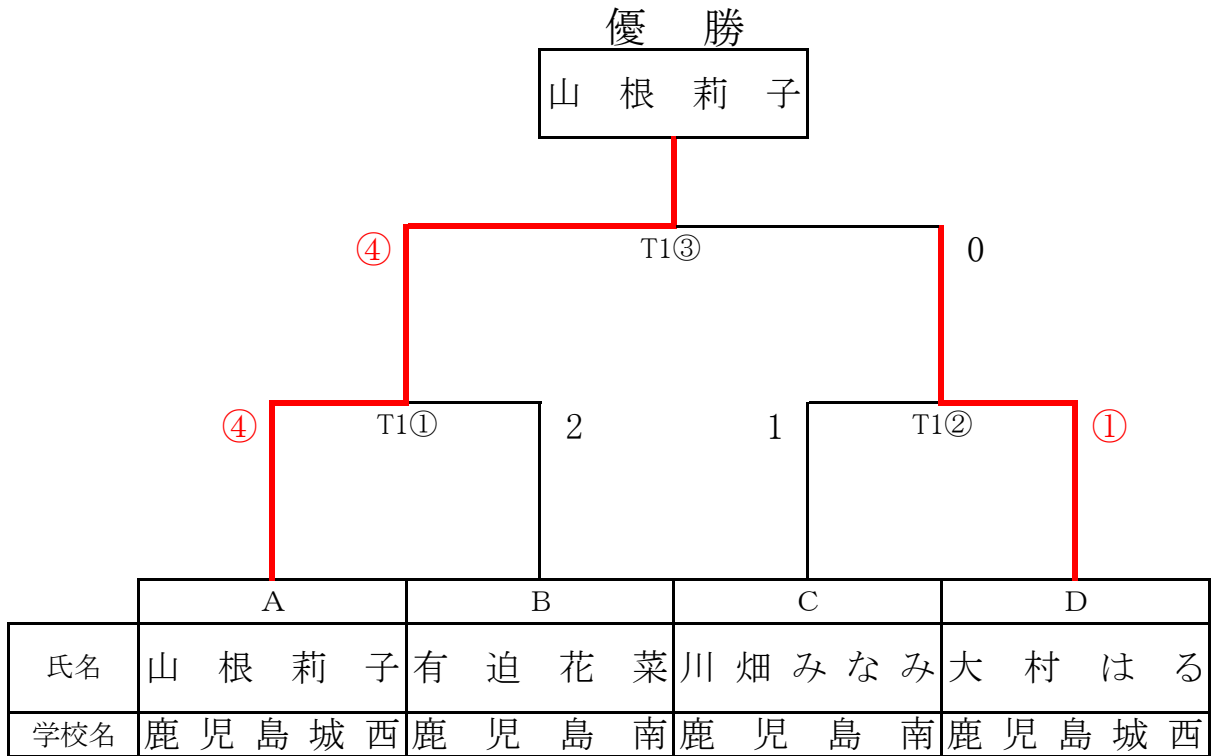 優 勝
山 根 莉 子
④ T1③ 0
④ T1① 2 1 T1② ①
A B C D
氏名 山 根 莉 子 有 迫 花 菜 川 畑 み な み 大 村 は る
学校名 鹿 児 島 城 西 鹿 児 島 南 鹿 児 島 南 鹿 児 島 城 西